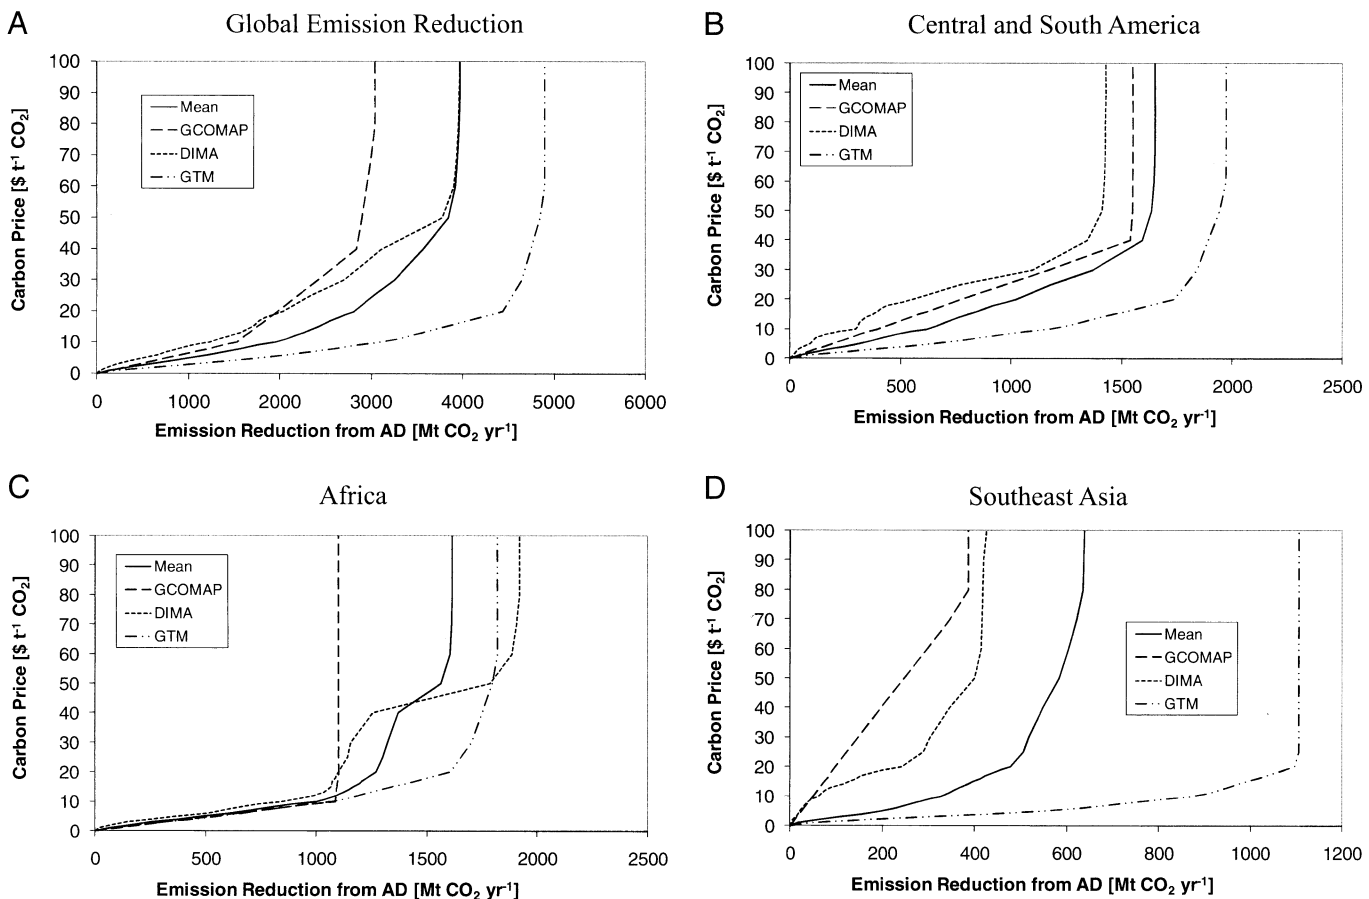 A
Global Emission Reduction
Carbon Price [$ t⁻¹ CO₂]
100
90
80
70
60
50
40
30
20
10
0
Mean
GCOMAP
DIMA
GTM
0 1000 2000 3000 4000 5000 6000
Emission Reduction from AD [Mt CO₂ yr⁻¹]
B
Central and South America
Carbon Price [$ t⁻¹ CO₂]
100
90
80
70
60
50
40
30
20
10
0
Mean
GCOMAP
DIMA
GTM
0 500 1000 1500 2000 2500
Emission Reduction from AD [Mt CO₂ yr⁻¹]
C
Africa
Carbon Price [$ t⁻¹ CO₂]
100
90
80
70
60
50
40
30
20
10
0
Mean
GCOMAP
DIMA
GTM
0 500 1000 1500 2000 2500
Emission Reduction from AD [Mt CO₂ yr⁻¹]
D
Southeast Asia
Carbon Price [$ t⁻¹ CO₂]
100
90
80
70
60
50
40
30
20
10
0
Mean
GCOMAP
DIMA
GTM
0 200 400 600 800 1000 1200
Emission Reduction from AD [Mt CO₂ yr⁻¹]